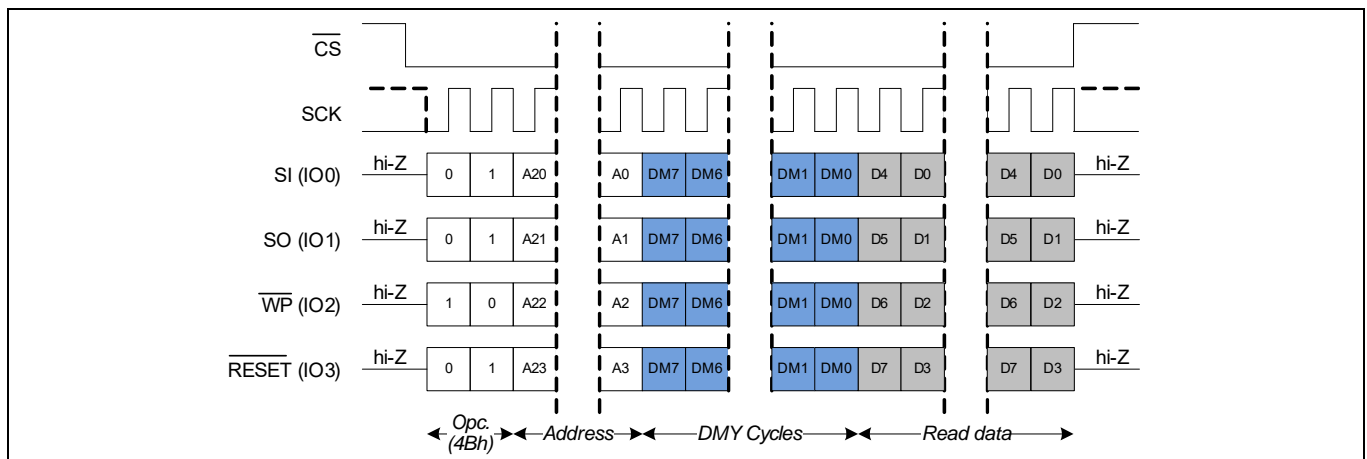 CS
SCK
SI (IO0) hi-Z 0 1 A20 A0 DM7 DM6 DM1 DM0 D4 D0 D4 D0 hi-Z
SO (IO1) hi-Z 0 1 A21 A1 DM7 DM6 DM1 DM0 D5 D1 D5 D1 hi-Z
WP (IO2) hi-Z 1 0 A22 A2 DM7 DM6 DM1 DM0 D6 D2 D6 D2 hi-Z
RESET (IO3) hi-Z 0 1 A23 A3 DM7 DM6 DM1 DM0 D7 D3 D7 D3 hi-Z
Opc. (4Bh) Address DMY Cycles Read data